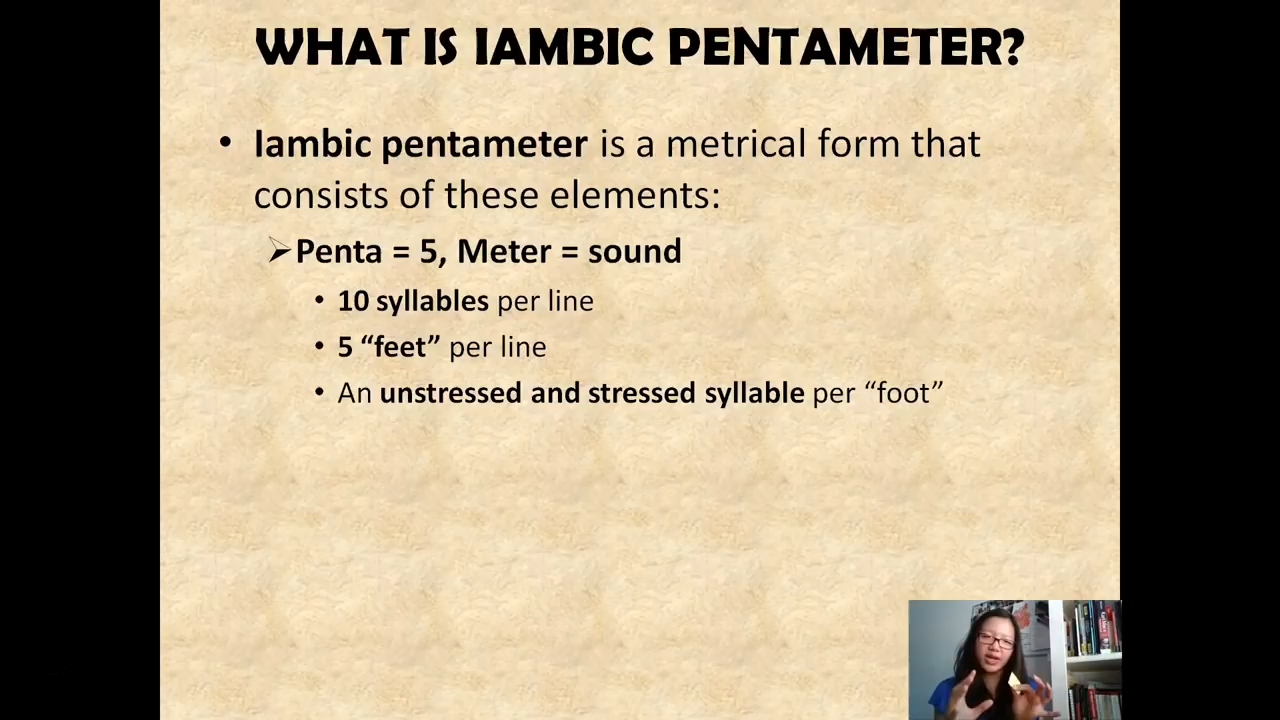 WHAT IS IAMBIC PENTAMETER?
• Iambic pentameter is a metrical form that
consists of these elements:
➢Penta = 5, Meter = sound
• 10 syllables per line
• 5 “feet” per line
• An unstressed and stressed syllable per “foot”